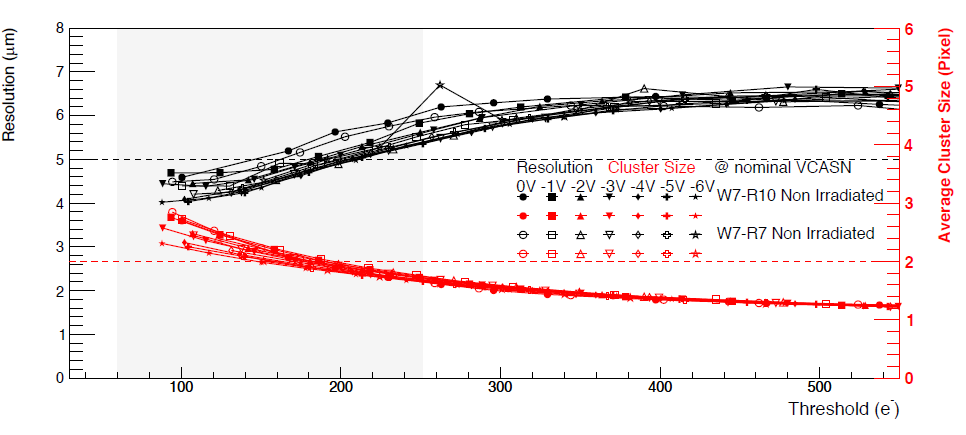 Resolution (μm)
8
7
6
5
4
3
2
1
0
100 200 300 400 500
Threshold (e⁻)
6
5
4
3
2
1
0
Average Cluster Size (Pixel)
Resolution Cluster Size @ nominal VCASN
0V -1V -2V -3V -4V -5V -6V
W7-R10 Non Irradiated
W7-R7 Non Irradiated